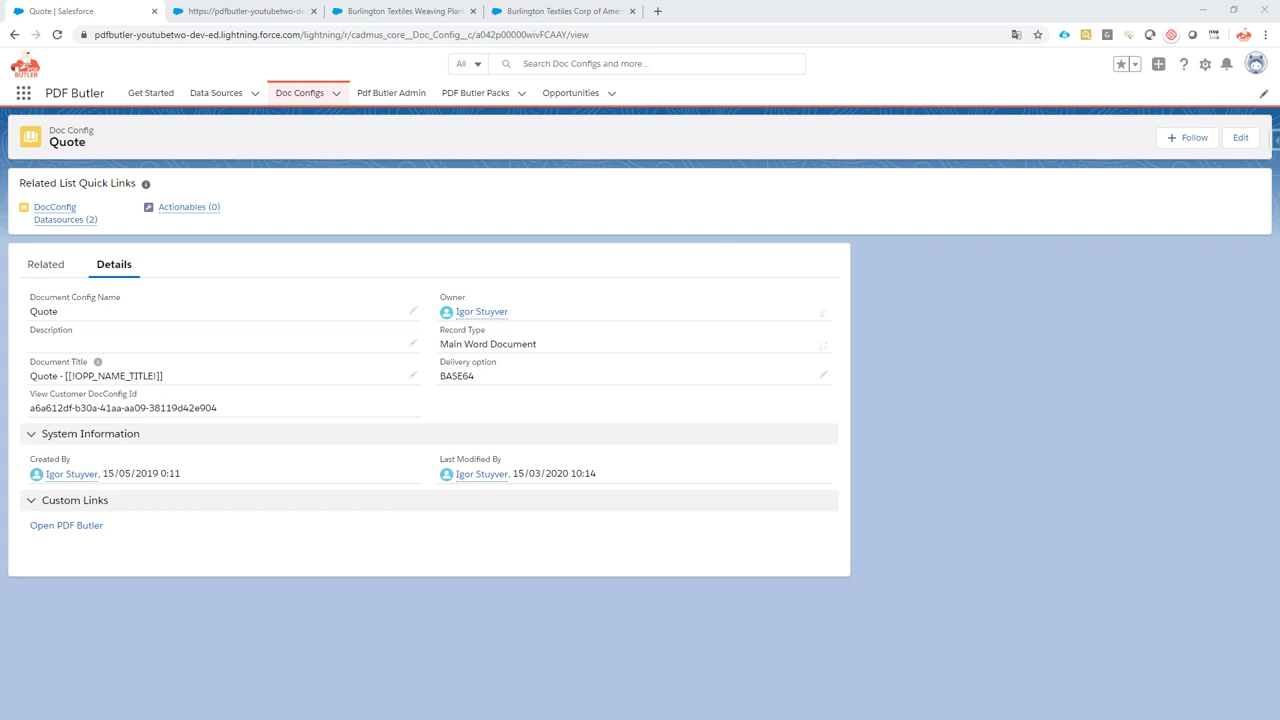 Quote | Salesforce
https://pdfbutler-youtubetwo-de
Burlington Textiles Weaving Plan
Burlington Textiles Corp of Amer
pdfbutler-youtubetwo-dev-ed.lightning.force.com/lightning/r/cadmus_core__Doc_Config__c/a042p00000wivFCAAY/view
PDF BUTLER
All
Search Doc Configs and more...
PDF Butler
Get Started
Data Sources
Doc Configs
Pdf Butler Admin
PDF Butler Packs
Opportunities
Doc Config
Quote
Follow
Edit
Related List Quick Links
DocConfig
Datasources (2)
Actionables (0)
Related
Details
Document Config Name
Quote
Owner
Igor Stuyver
Description
Record Type
Main Word Document
Document Title
Quote - [[!OPP_NAME_TITLE!]]
Delivery option
BASE64
View Customer DocConfig Id
a6a612df-b30a-41aa-aa09-38119d42e904
System Information
Created By
Igor Stuyver, 15/05/2019 0:11
Last Modified By
Igor Stuyver, 15/03/2020 10:14
Custom Links
Open PDF Butler